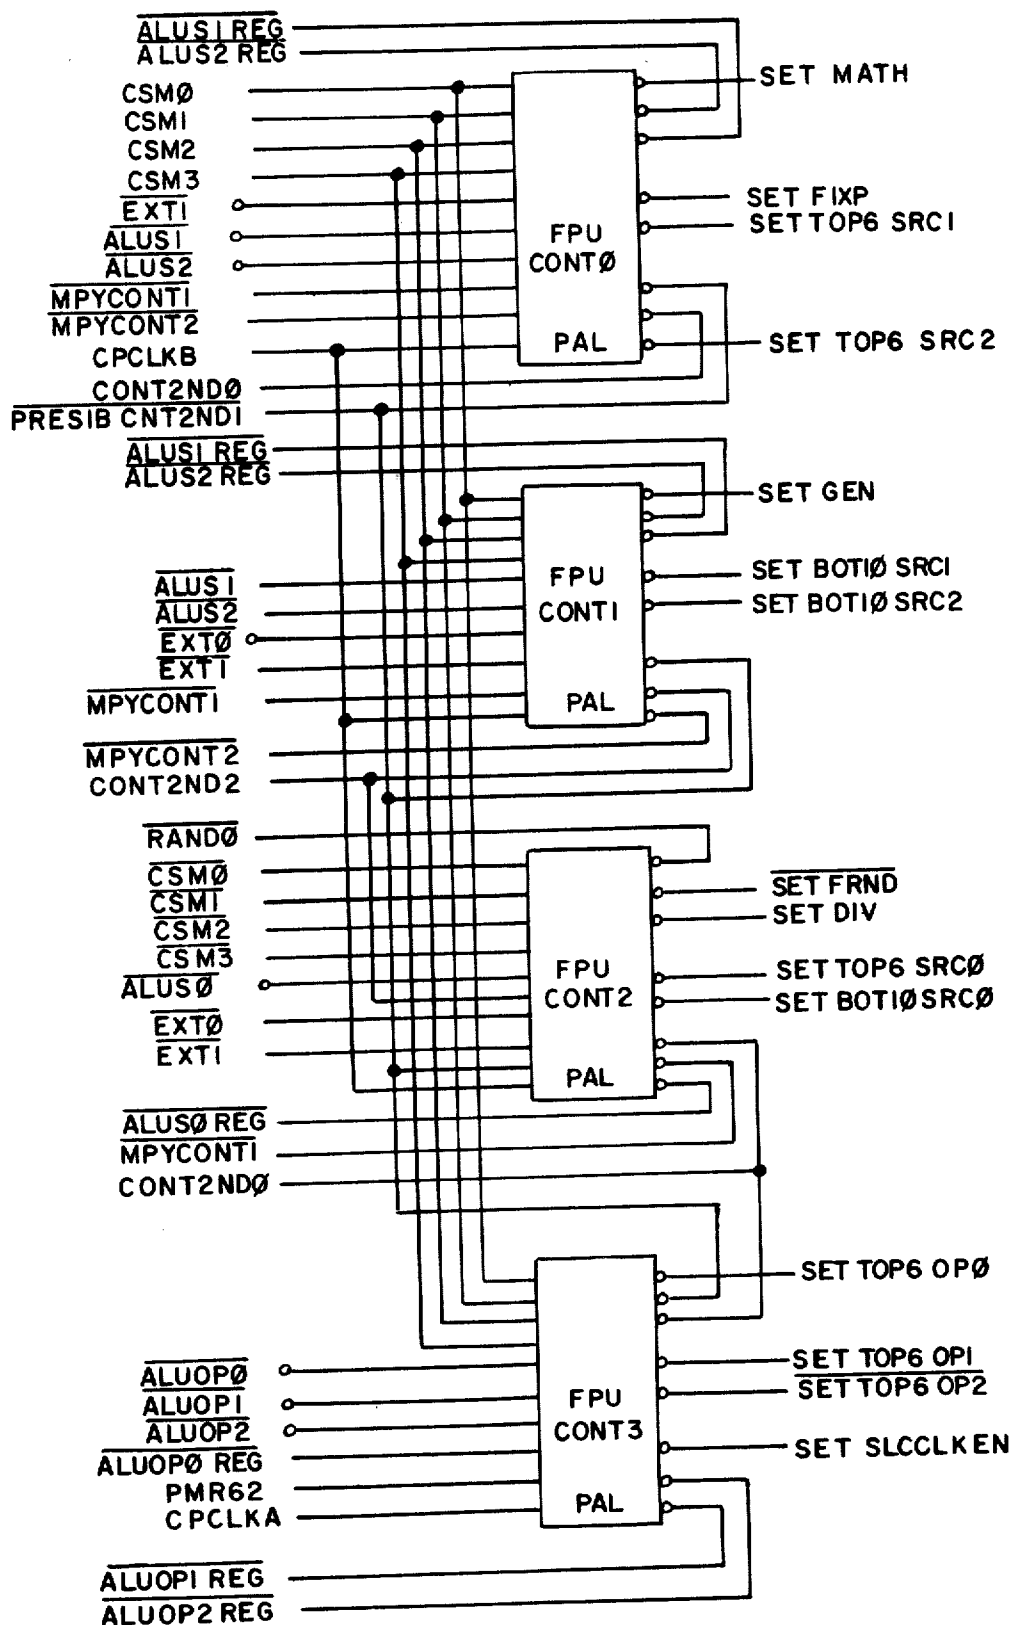 ALUS1 REG
ALUS2 REG
CSMØ
CSM1
CSM2
CSM3
EXT1
ALUS1
ALUS2
MPYCONT1
MPYCONT2
CPCLKB
CONT2NDØ
PRESIB CNT2ND1
FPU
CONTØ
PAL
SET MATH
SET FIXP
SET TOP6 SRC1
SET TOP6 SRC2
ALUS1 REG
ALUS2 REG
ALUS1
ALUS2
EXTØ
EXT1
MPYCONT1
MPYCONT2
CONT2ND2
FPU
CONT1
PAL
SET GEN
SET BOT1Ø SRC1
SET BOT1Ø SRC2
RANDØ
CSMØ
CSM1
CSM2
CSM3
ALUSØ
EXTØ
EXT1
ALUSØ REG
MPYCONT1
CONT2NDØ
FPU
CONT2
PAL
SET FRND
SET DIV
SET TOP6 SRCØ
SET BOT1Ø SRCØ
ALUOPØ
ALUOP1
ALUOP2
ALUOPØ REG
PMR62
CPCLKA
ALUOP1 REG
ALUOP2 REG
FPU
CONT3
PAL
SET TOP6 OPØ
SET TOP6 OP1
SET TOP6 OP2
SET SLCCLKEN